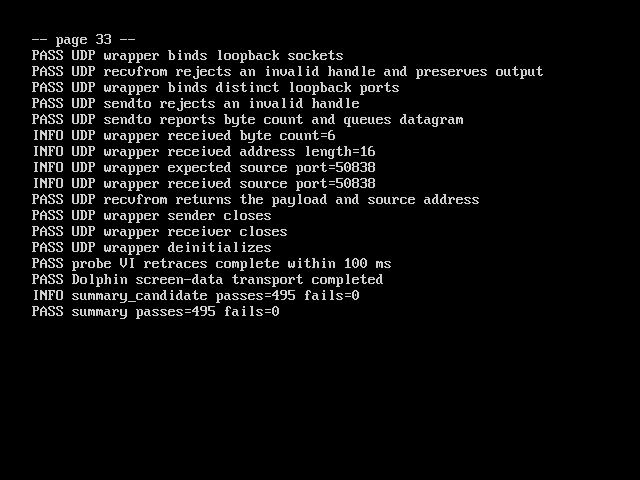 -- page 33 --
PASS UDP wrapper binds loopback sockets
PASS UDP recvfrom rejects an invalid handle and preserves output
PASS UDP wrapper binds distinct loopback ports
PASS UDP sendto rejects an invalid handle
PASS UDP sendto reports byte count and queues datagram
INFO UDP wrapper received byte count=6
INFO UDP wrapper received address length=16
INFO UDP wrapper expected source port=50838
INFO UDP wrapper received source port=50838
PASS UDP recvfrom returns the payload and source address
PASS UDP wrapper sender closes
PASS UDP wrapper receiver closes
PASS UDP wrapper deinitializes
PASS probe VI retraces complete within 100 ms
PASS Dolphin screen-data transport completed
INFO summary_candidate passes=495 fails=0
PASS summary passes=495 fails=0